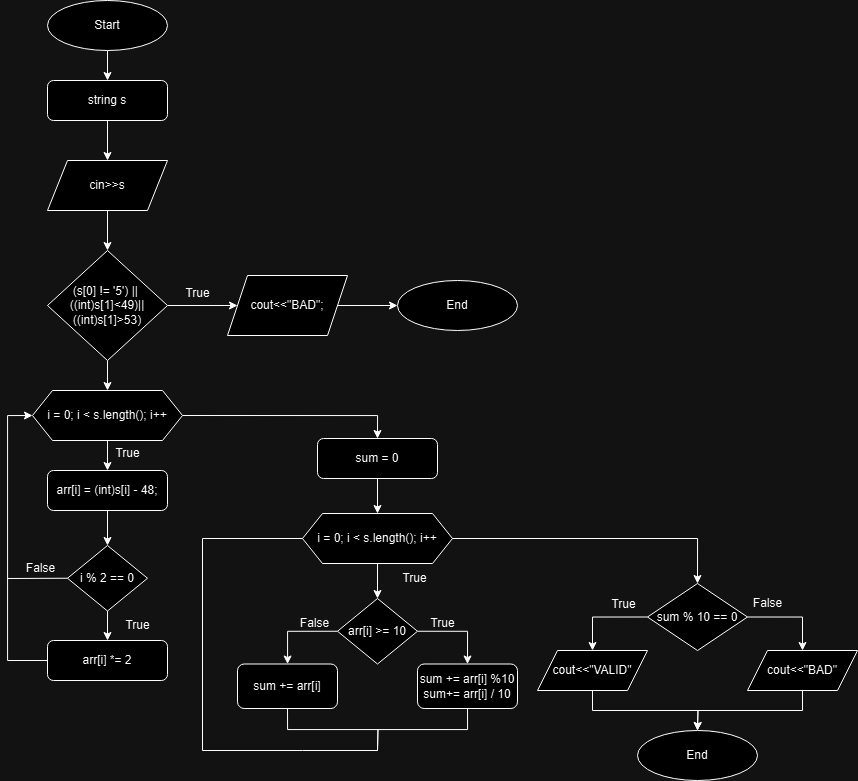 Start
string s
cin>>s
(s[0] != '5') ||
((int)s[1]<49)||
((int)s[1]>53)
True
cout<<"BAD";
End
i = 0; i < s.length(); i++
True
arr[i] = (int)s[i] - 48;
i % 2 == 0
False
True
arr[i] *= 2
sum = 0
i = 0; i < s.length(); i++
True
arr[i] >= 10
False
True
sum += arr[i]
sum += arr[i] %10
sum+= arr[i] / 10
sum % 10 == 0
True
False
cout<<"VALID"
cout<<"BAD"
End